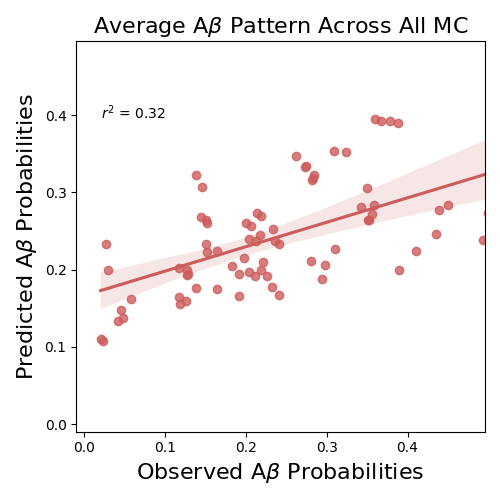 Average Aβ Pattern Across All MC
r² = 0.32
Predicted Aβ Probabilities
0.4
0.3
0.2
0.1
0.0
0.0 0.1 0.2 0.3 0.4
Observed Aβ Probabilities